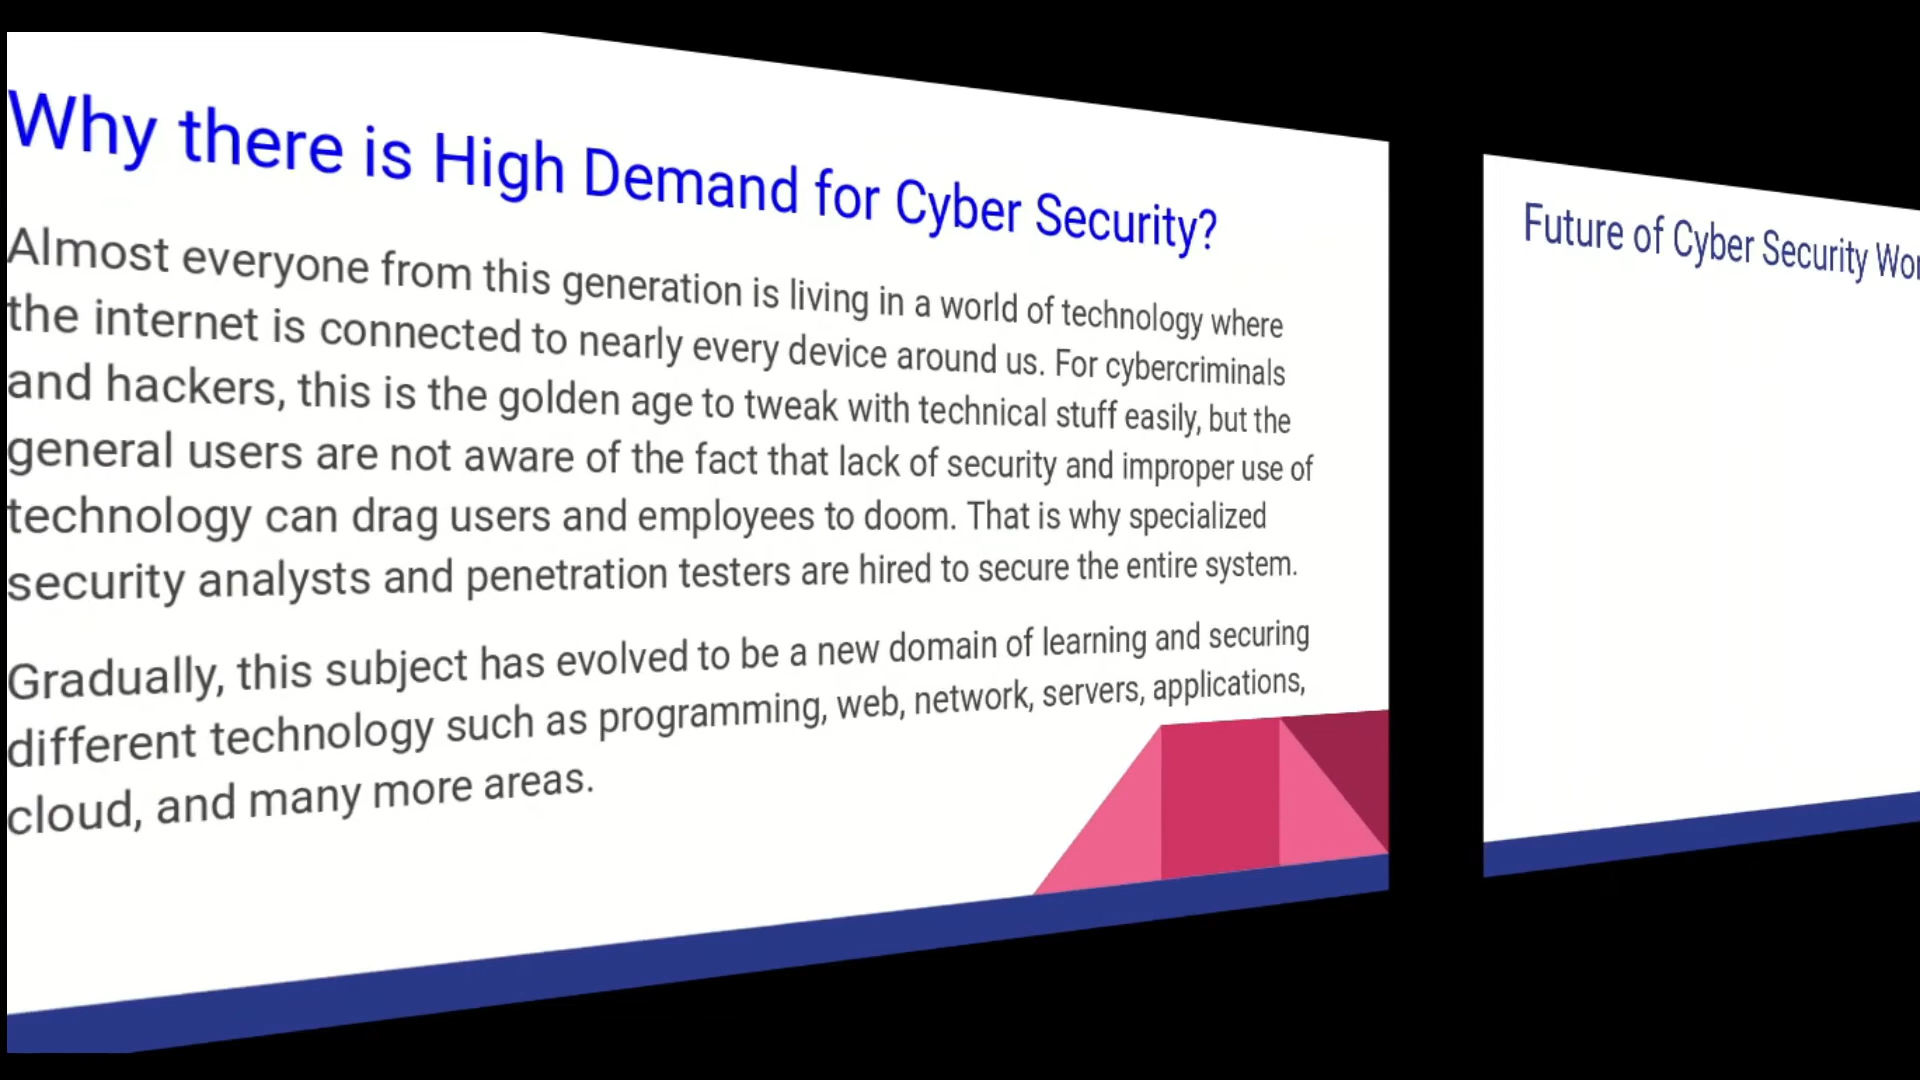 Why there is High Demand for Cyber Security?
Almost everyone from this generation is living in a world of technology where
the internet is connected to nearly every device around us. For cybercriminals
and hackers, this is the golden age to tweak with technical stuff easily, but the
general users are not aware of the fact that lack of security and improper use of
technology can drag users and employees to doom. That is why specialized
security analysts and penetration testers are hired to secure the entire system.
Gradually, this subject has evolved to be a new domain of learning and securing
different technology such as programming, web, network, servers, applications,
cloud, and many more areas.
Future of Cyber Security